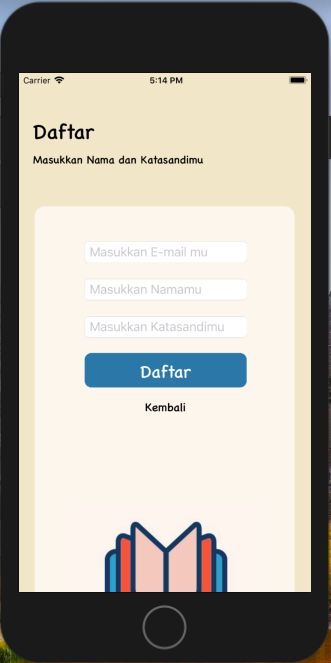 Carrier 5:14 PM
Daftar
Masukkan Nama dan Katasandimu
Masukkan E-mail mu
Masukkan Namamu
Masukkan Katasandimu
Daftar
Kembali